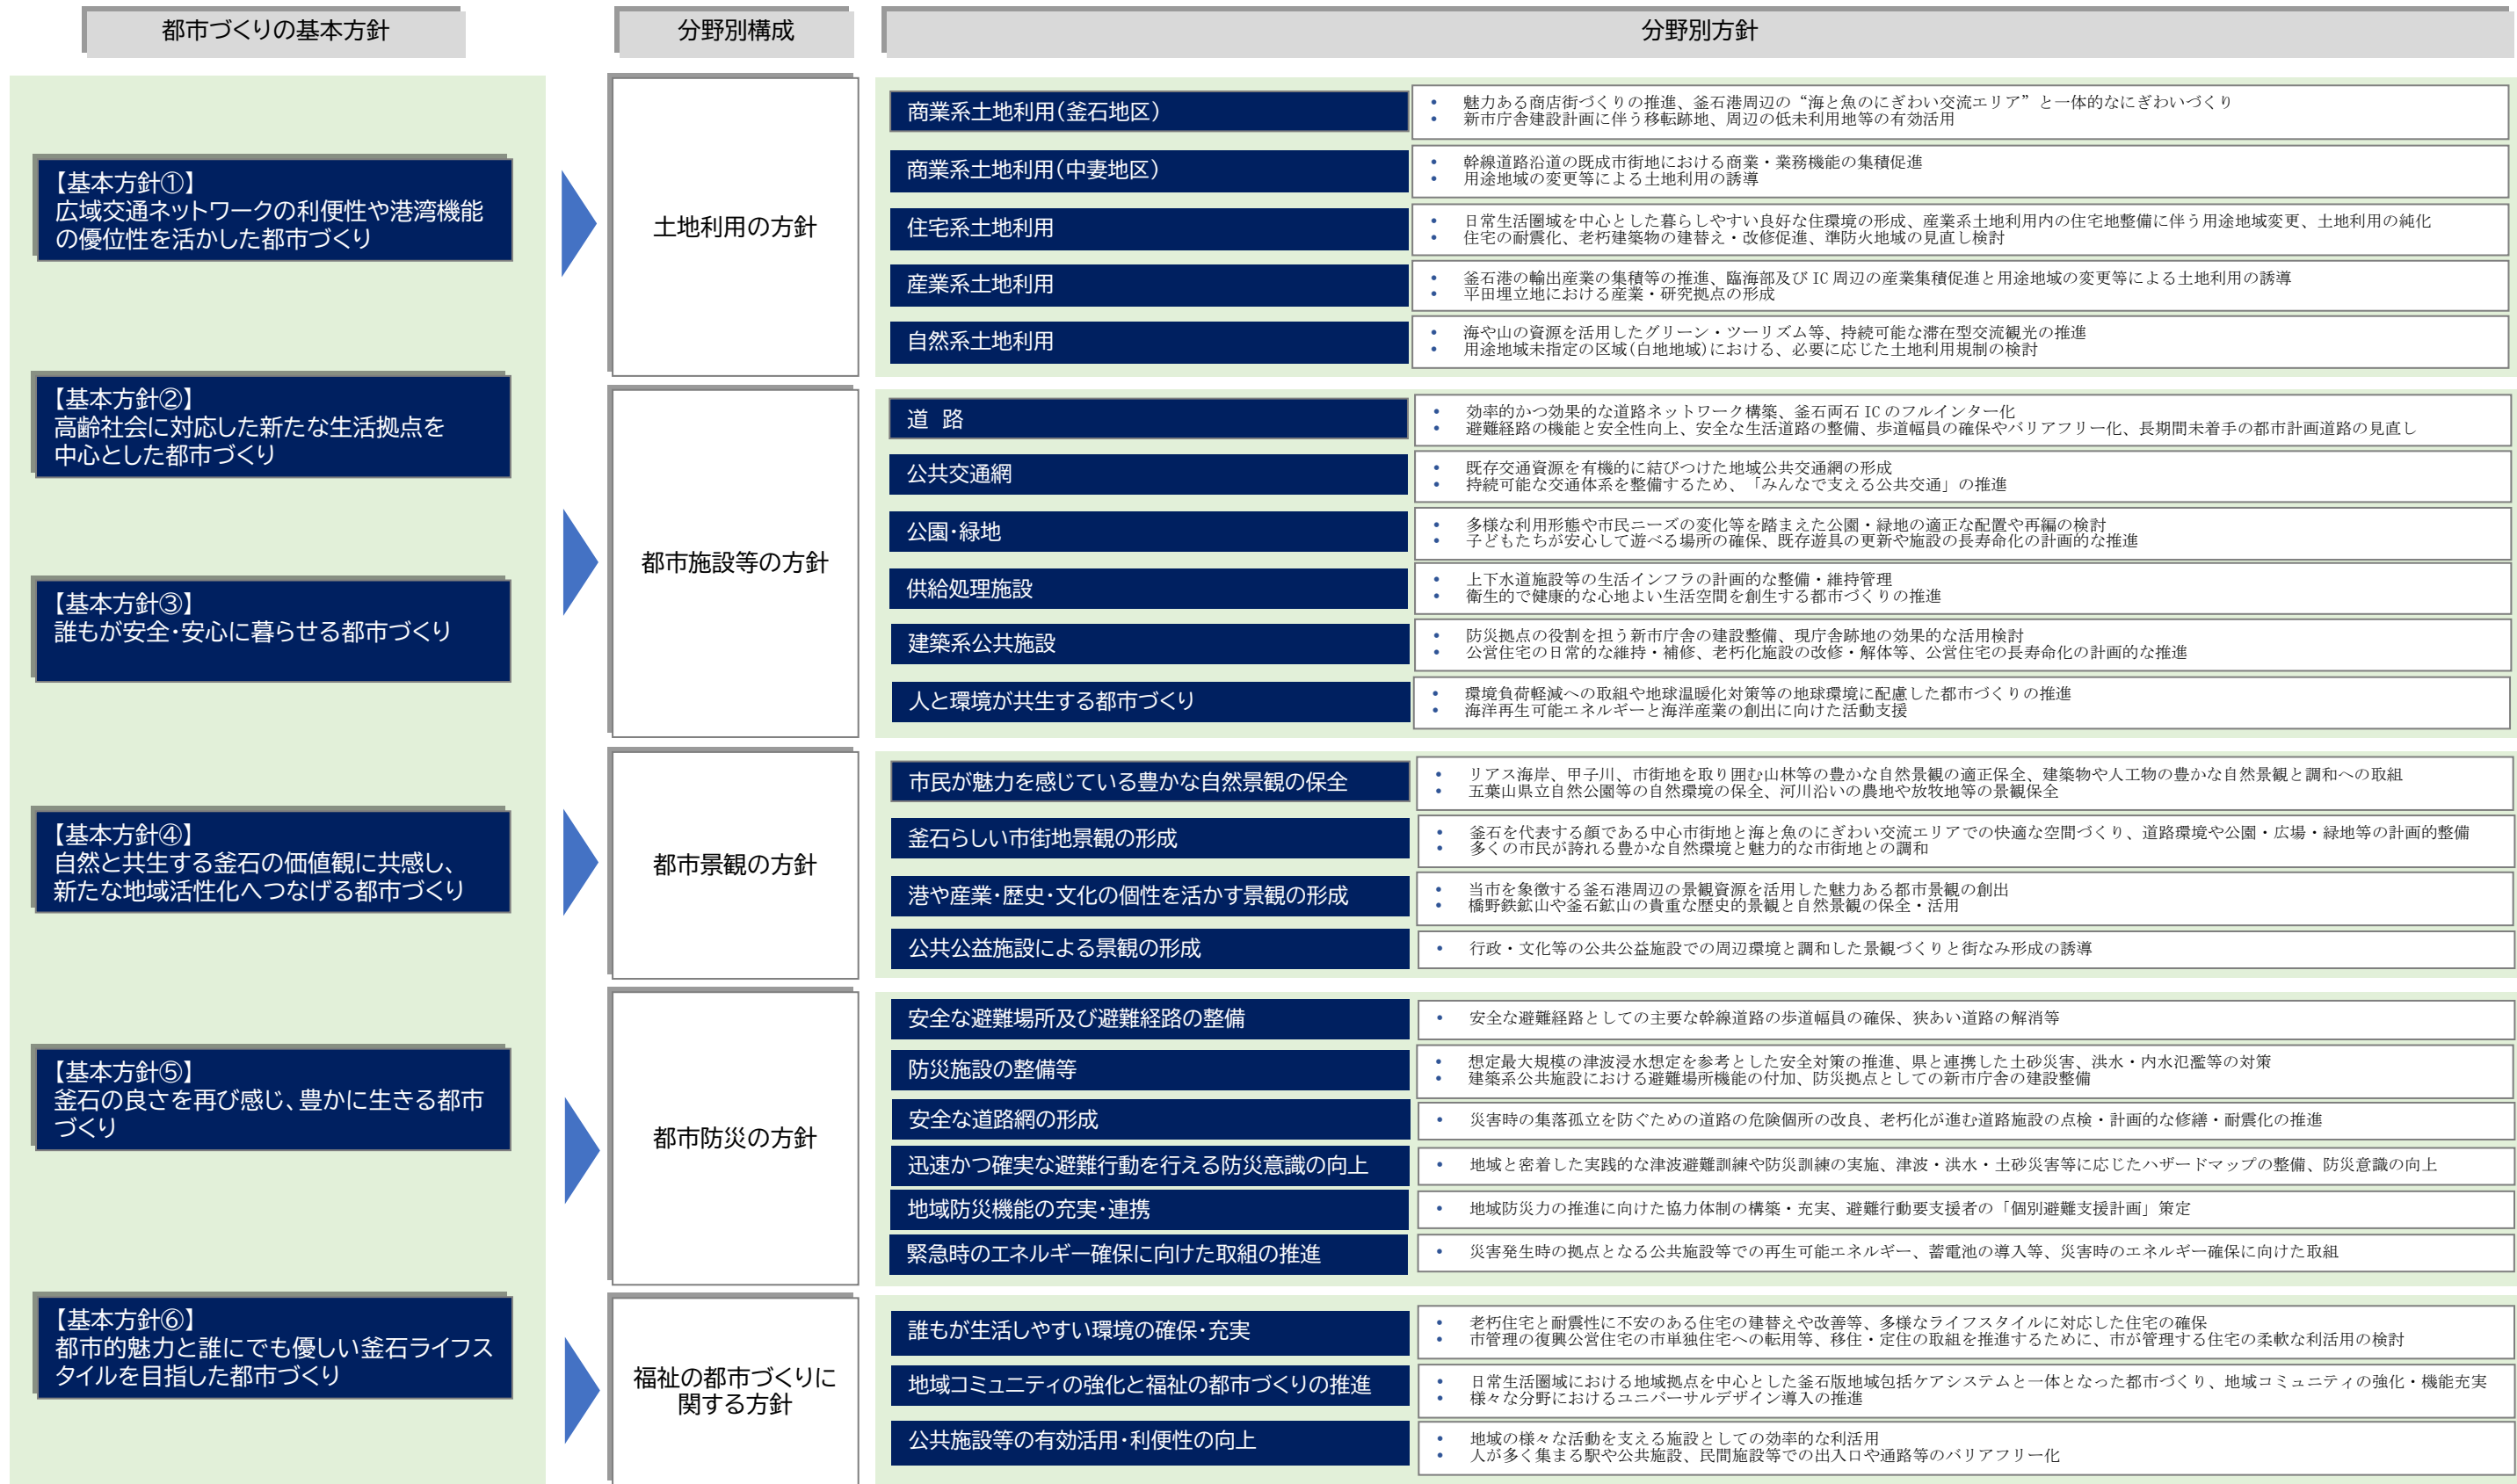 都市づくりの基本方針
分野別構成
分野別方針
【基本方針①】
広域交通ネットワークの利便性や港湾機能
の優位性を活かした都市づくり
【基本方針②】
高齢社会に対応した新たな生活拠点を
中心とした都市づくり
【基本方針③】
誰もが安全・安心に暮らせる都市づくり
【基本方針④】
自然と共生する釜石の価値観に共感し、
新たな地域活性化へつなげる都市づくり
【基本方針⑤】
釜石の良さを再び感じ、豊かに生きる都市
づくり
【基本方針⑥】
都市的魅力と誰にでも優しい釜石ライフス
タイルを目指した都市づくり
土地利用の方針
商業系土地利用（釜石地区）
• 魅力ある商店街づくりの推進、釜石港周辺の“海と魚のにぎわい交流エリア”と一体的なにぎわいづくり
• 新市庁舎建設計画に伴う移転跡地、周辺の低未利用地等の有効活用
商業系土地利用（中妻地区）
• 幹線道路沿道の既成市街地における商業・業務機能の集積促進
• 用途地域の変更等による土地利用の誘導
住宅系土地利用
• 日常生活圏域を中心とした暮らしやすい良好な住環境の形成、産業系土地利用内の住宅地整備に伴う用途地域変更、土地利用の純化
• 住宅の耐震化、老朽建築物の建替え・改修促進、準防火地域の見直し検討
産業系土地利用
• 釜石港の輸出産業の集積等の推進、臨海部及び IC 周辺の産業集積促進と用途地域の変更等による土地利用の誘導
• 平田埋立地における産業・研究拠点の形成
自然系土地利用
• 海や山の資源を活用したグリーン・ツーリズム等、持続可能な滞在型交流観光の推進
• 用途地域未指定の区域(白地地域)における、必要に応じた土地利用規制の検討
都市施設等の方針
道 路
• 効率的かつ効果的な道路ネットワーク構築、釜石両石 IC のフルインター化
• 避難経路の機能と安全性向上、安全な生活道路の整備、歩道幅員の確保やバリアフリー化、長期間未着手の都市計画道路の見直し
公共交通網
• 既存交通資源を有機的に結びつけた地域公共交通網の形成
• 持続可能な交通体系を整備するため、「みんなで支える公共交通」の推進
公園・緑地
• 多様な利用形態や市民ニーズの変化等を踏まえた公園・緑地の適正な配置や再編の検討
• 子どもたちが安心して遊べる場所の確保、既存遊具の更新や施設の長寿命化の計画的な推進
供給処理施設
• 上下水道施設等の生活インフラの計画的な整備・維持管理
• 衛生的で健康的な心地よい生活空間を創生する都市づくりの推進
建築系公共施設
• 防災拠点の役割を担う新市庁舎の建設整備、現庁舎跡地の効果的な活用検討
• 公営住宅の日常的な維持・補修、老朽化施設の改修・解体等、公営住宅の長寿命化の計画的な推進
人と環境が共生する都市づくり
• 環境負荷軽減への取組や地球温暖化対策等の地球環境に配慮した都市づくりの推進
• 海洋再生可能エネルギーと海洋産業の創出に向けた活動支援
都市景観の方針
市民が魅力を感じている豊かな自然景観の保全
• リアス海岸、甲子川、市街地を取り囲む山林等の豊かな自然景観の適正保全、建築物や人工物の豊かな自然景観と調和への取組
• 五葉山県立自然公園等の自然環境の保全、河川沿いの農地や放牧地等の景観保全
釜石らしい市街地景観の形成
• 釜石を代表する顔である中心市街地と海と魚のにぎわい交流エリアでの快適な空間づくり、道路環境や公園・広場・緑地等の計画的整備
• 多くの市民が誇れる豊かな自然環境と魅力的な市街地との調和
港や産業・歴史・文化の個性を活かす景観の形成
• 当市を象徴する釜石港周辺の景観資源を活用した魅力ある都市景観の創出
• 橋野鉄鉱山や釜石鉱山の貴重な歴史的景観と自然景観の保全・活用
公共公益施設による景観の形成
• 行政・文化等の公共公益施設での周辺環境と調和した景観づくりと街なみ形成の誘導
都市防災の方針
安全な避難場所及び避難経路の整備
• 安全な避難経路としての主要な幹線道路の歩道幅員の確保、狭あい道路の解消等
防災施設の整備等
• 想定最大規模の津波浸水想定を参考とした安全対策の推進、県と連携した土砂災害、洪水・内水氾濫等の対策
• 建築系公共施設における避難場所機能の付加、防災拠点としての新市庁舎の建設整備
安全な道路網の形成
• 災害時の集落孤立を防ぐための道路の危険個所の改良、老朽化が進む道路施設の点検・計画的な修繕・耐震化の推進
迅速かつ確実な避難行動を行える防災意識の向上
• 地域と密着した実践的な津波避難訓練や防災訓練の実施、津波・洪水・土砂災害等に応じたハザードマップの整備、防災意識の向上
地域防災機能の充実・連携
• 地域防災力の推進に向けた協力体制の構築・充実、避難行動要支援者の「個別避難支援計画」策定
緊急時のエネルギー確保に向けた取組の推進
• 災害発生時の拠点となる公共施設等での再生可能エネルギー、蓄電池の導入等、災害時のエネルギー確保に向けた取組
福祉の都市づくりに
関する方針
誰もが生活しやすい環境の確保・充実
• 老朽住宅と耐震性に不安のある住宅の建替えや改善等、多様なライフスタイルに対応した住宅の確保
• 市管理の復興公営住宅の市単独住宅への転用等、移住・定住の取組を推進するために、市が管理する住宅の柔軟な利活用の検討
地域コミュニティの強化と福祉の都市づくりの推進
• 日常生活圏域における地域拠点を中心とした釜石版地域包括ケアシステムと一体となった都市づくり、地域コミュニティの強化・機能充実
• 様々な分野におけるユニバーサルデザイン導入の推進
公共施設等の有効活用・利便性の向上
• 地域の様々な活動を支える施設としての効率的な利活用
• 人が多く集まる駅や公共施設、民間施設等での出入口や通路等のバリアフリー化